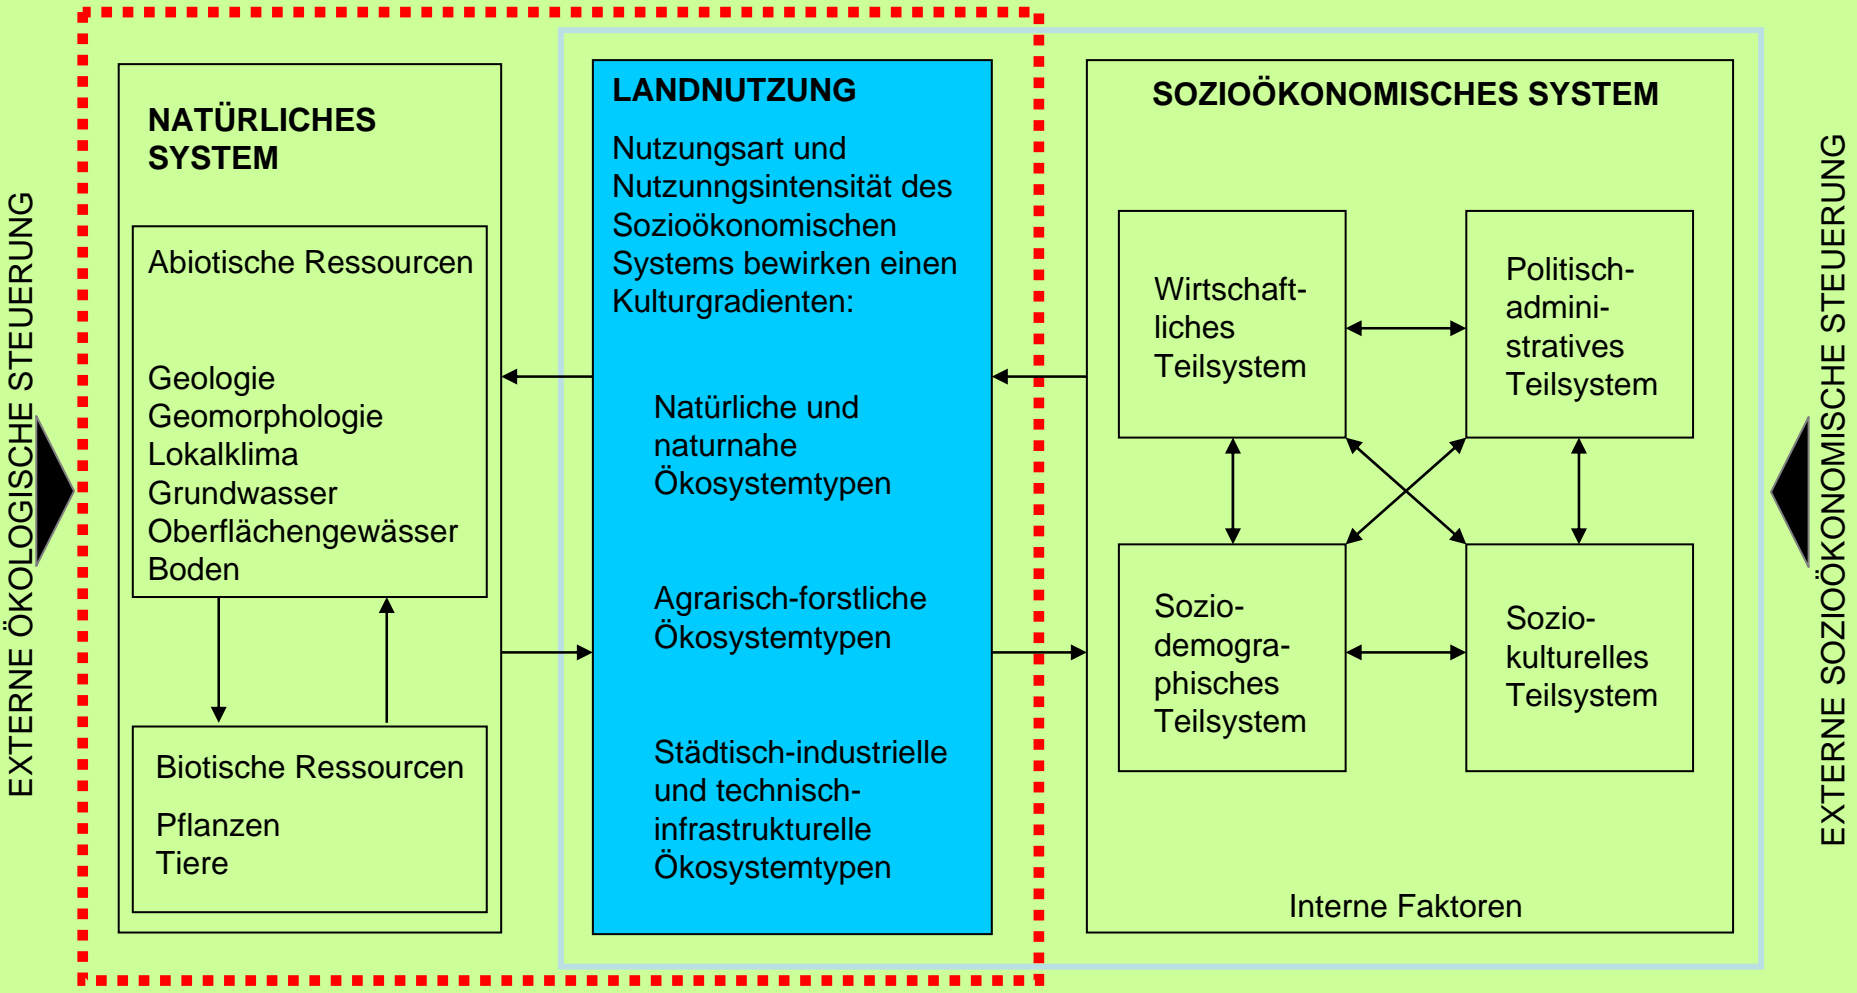 EXTERNE ÖKOLOGISCHE STEUERUNG
NATÜRLICHES
SYSTEM
Abiotische Ressourcen
Geologie
Geomorphologie
Lokalklima
Grundwasser
Oberflächengewässer
Boden
Biotische Ressourcen
Pflanzen
Tiere
LANDNUTZUNG
Nutzungsart und
Nutzunngsintensität des
Sozioökonomischen
Systems bewirken einen
Kulturgradienten:
Natürliche und
naturnahe
Ökosystemtypen
Agrarisch-forstliche
Ökosystemtypen
Städtisch-industrielle
und technisch-
infrastrukturelle
Ökosystemtypen
SOZIOÖKONOMISCHES SYSTEM
Wirtschaft-
liches
Teilsystem
Politisch-
admini-
stratives
Teilsystem
Sozio-
demogra-
phisches
Teilsystem
Sozio-
kulturelles
Teilsystem
Interne Faktoren
EXTERNE SOZIOÖKONOMISCHE STEUERUNG